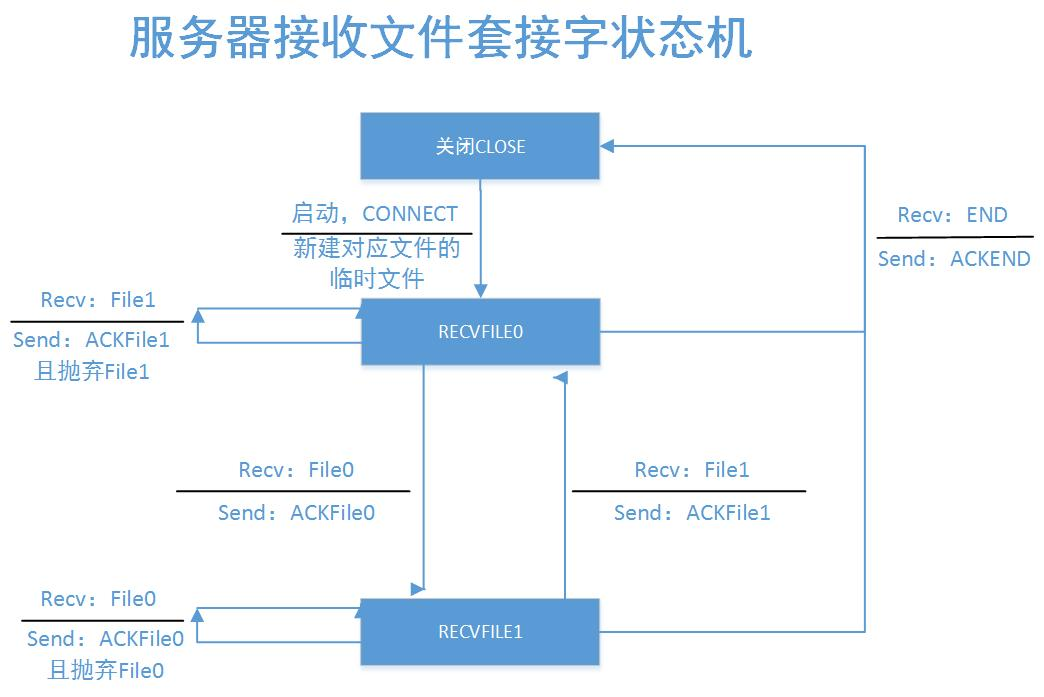 服务器接收文件套接字状态机
关闭CLOSE
启动，CONNECT
新建对应文件的
临时文件
Recv：END
Send：ACKEND
Recv：File1
Send：ACKFile1
且抛弃File1
RECVFILE0
Recv：File0
Send：ACKFile0
Recv：File1
Send：ACKFile1
Recv：File0
Send：ACKFile0
且抛弃File0
RECVFILE1